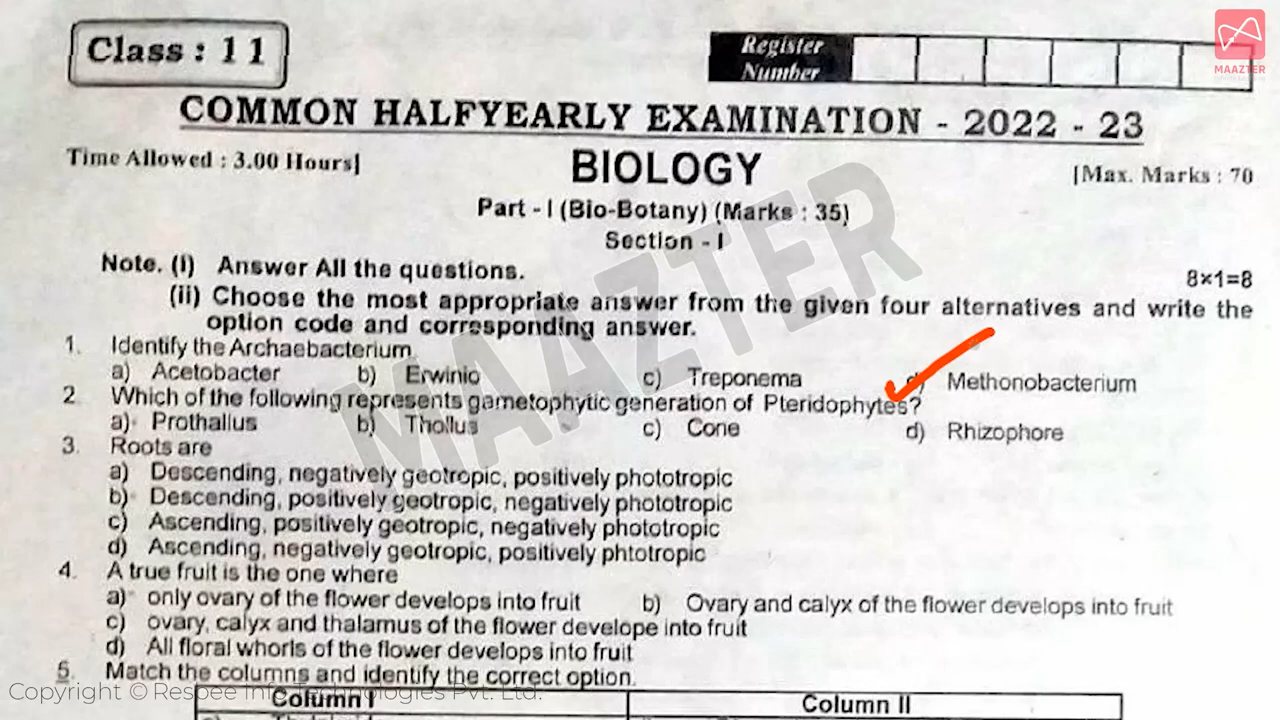 MAAZTER
Class : 11
Register Number
COMMON HALFYEARLY EXAMINATION - 2022 - 23
Time Allowed : 3.00 Hours]
BIOLOGY
[Max. Marks : 70
Part - I (Bio-Botany) (Marks : 35)
Section - I
Note. (i) Answer All the questions.
8x1=8
(ii) Choose the most appropriate answer from the given four alternatives and write the
option code and corresponding answer.
1. Identify the Archaebacterium
a) Acetobacter b) Erwinio c) Treponema d) Methonobacterium
2. Which of the following represents gametophytic generation of Pteridophytes?
a) Prothallus b) Thollus c) Cone d) Rhizophore
3. Roots are
a) Descending, negatively geotropic, positively phototropic
b) Descending, positively geotropic, negatively phototropic
c) Ascending, positively geotropic, negatively phototropic
d) Ascending, negatively geotropic, positively phtotropic
4. A true fruit is the one where
a) only ovary of the flower develops into fruit b) Ovary and calyx of the flower develops into fruit
c) ovary, calyx and thalamus of the flower develope into fruit
d) All floral whorls of the flower develops into fruit
5. Match the columns and identify the correct option.
Column I Column II
MAAZTER
Copyright © Respee Info Technologies Pvt. Ltd.